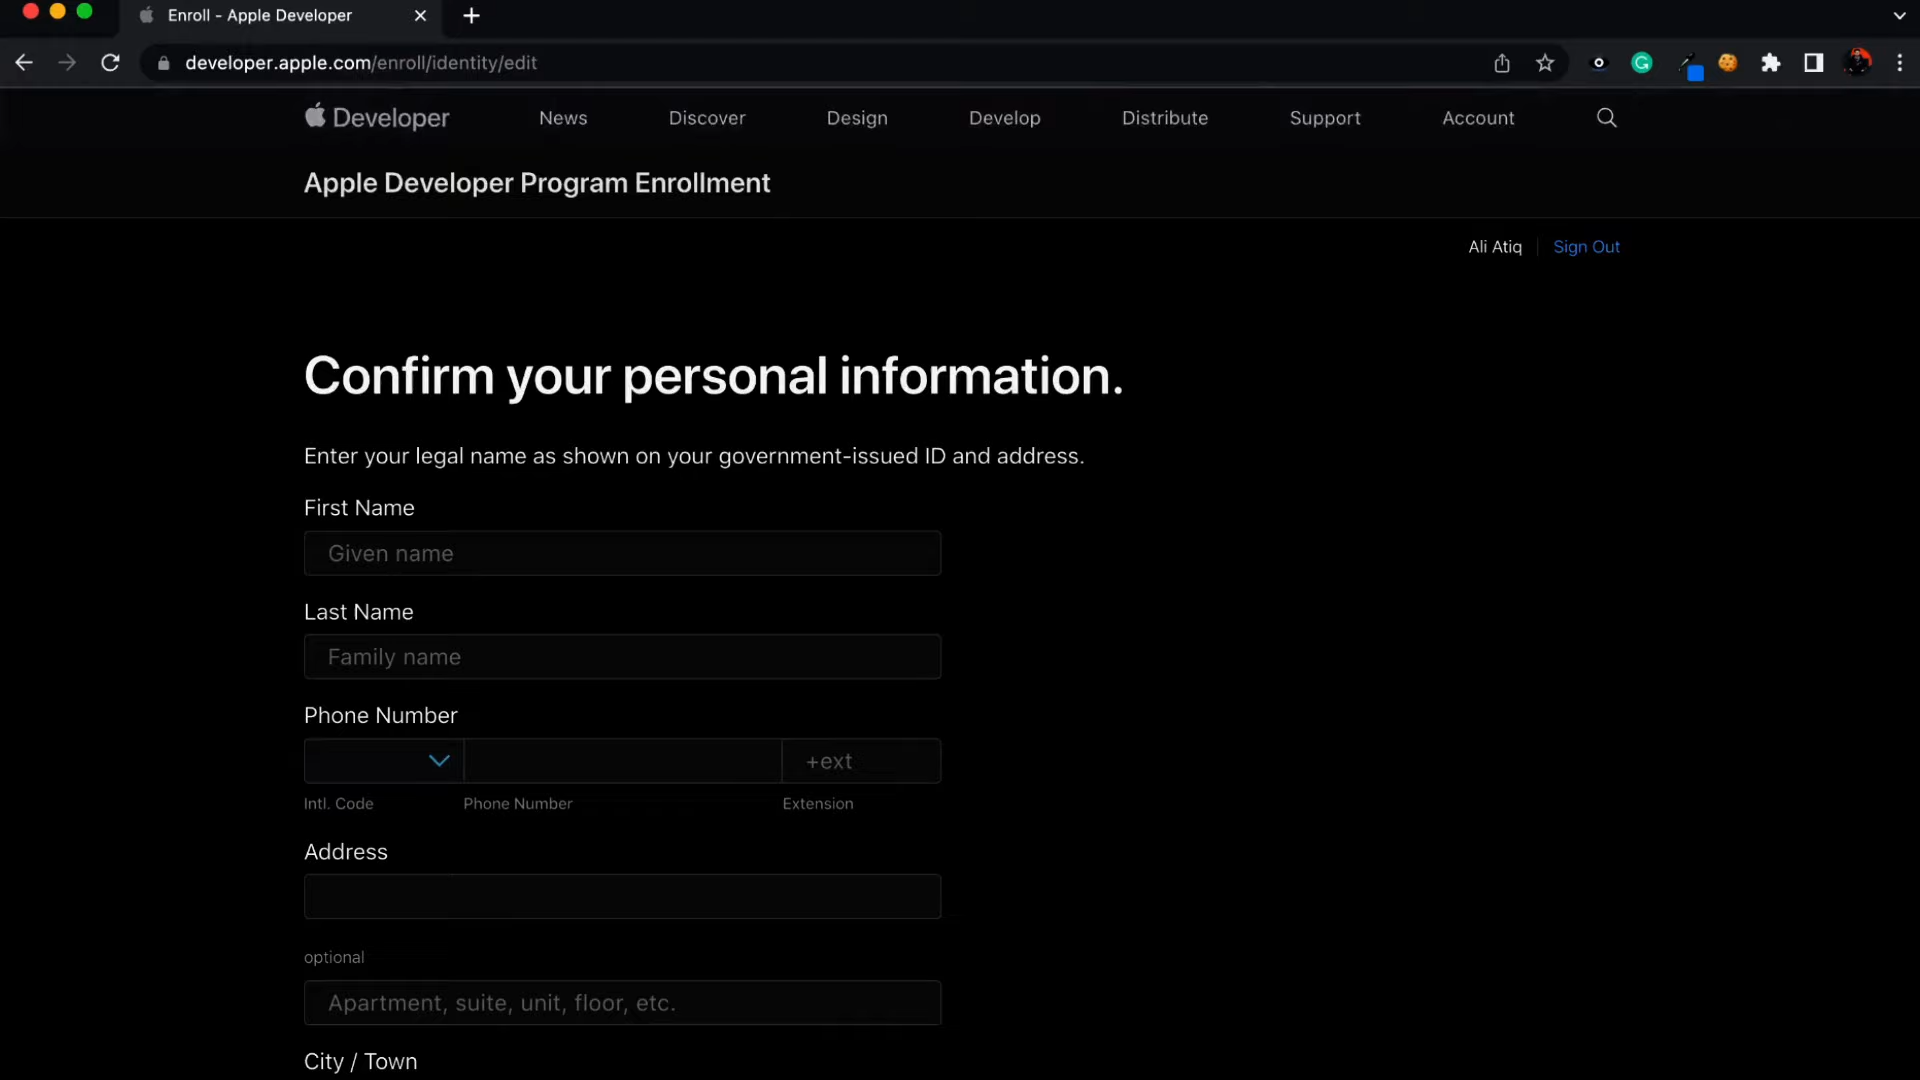 Enroll - Apple Developer
developer.apple.com/enroll/identity/edit
Developer News Discover Design Develop Distribute Support Account
Apple Developer Program Enrollment
Ali Atiq Sign Out
Confirm your personal information.
Enter your legal name as shown on your government-issued ID and address.
First Name
Given name
Last Name
Family name
Phone Number
+ext
Intl. Code Phone Number Extension
Address
optional
Apartment, suite, unit, floor, etc.
City / Town